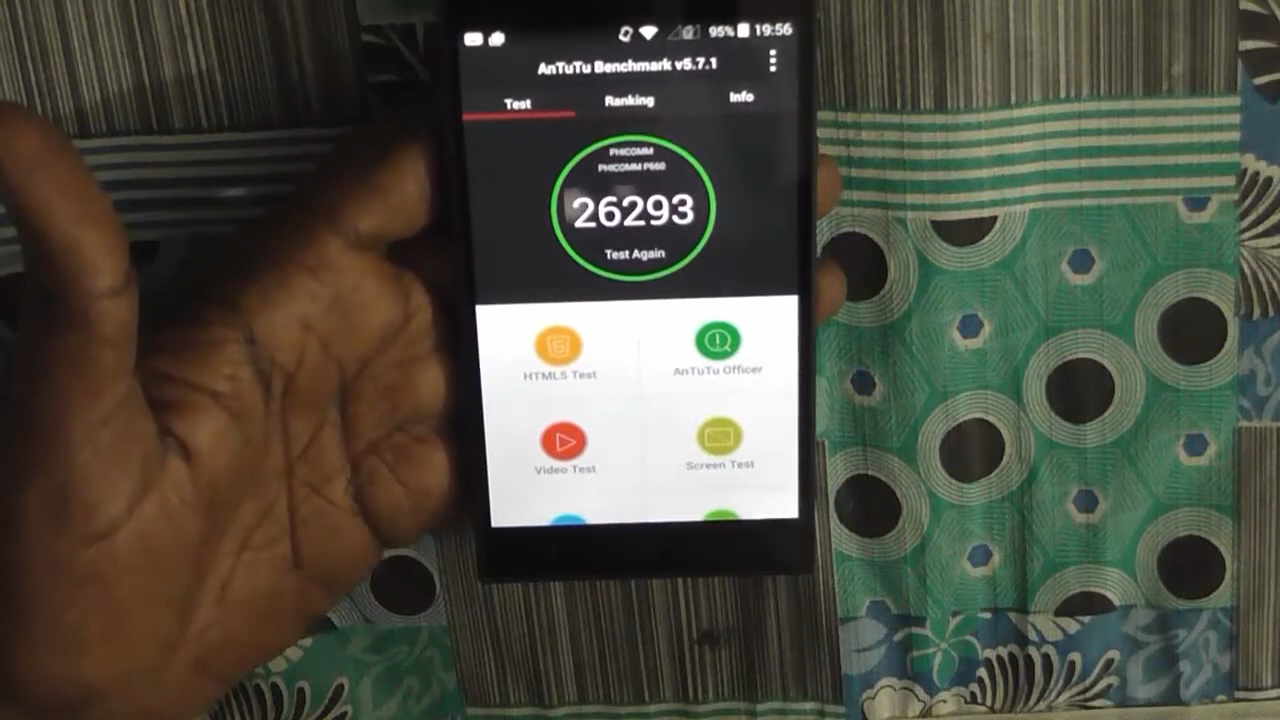 95% 19:56
AnTuTu Benchmark v5.7.1
Test Ranking Info
PHICOMM
PHICOMM P660
26293
Test Again
HTML5 Test AnTuTu Officer
Video Test Screen Test